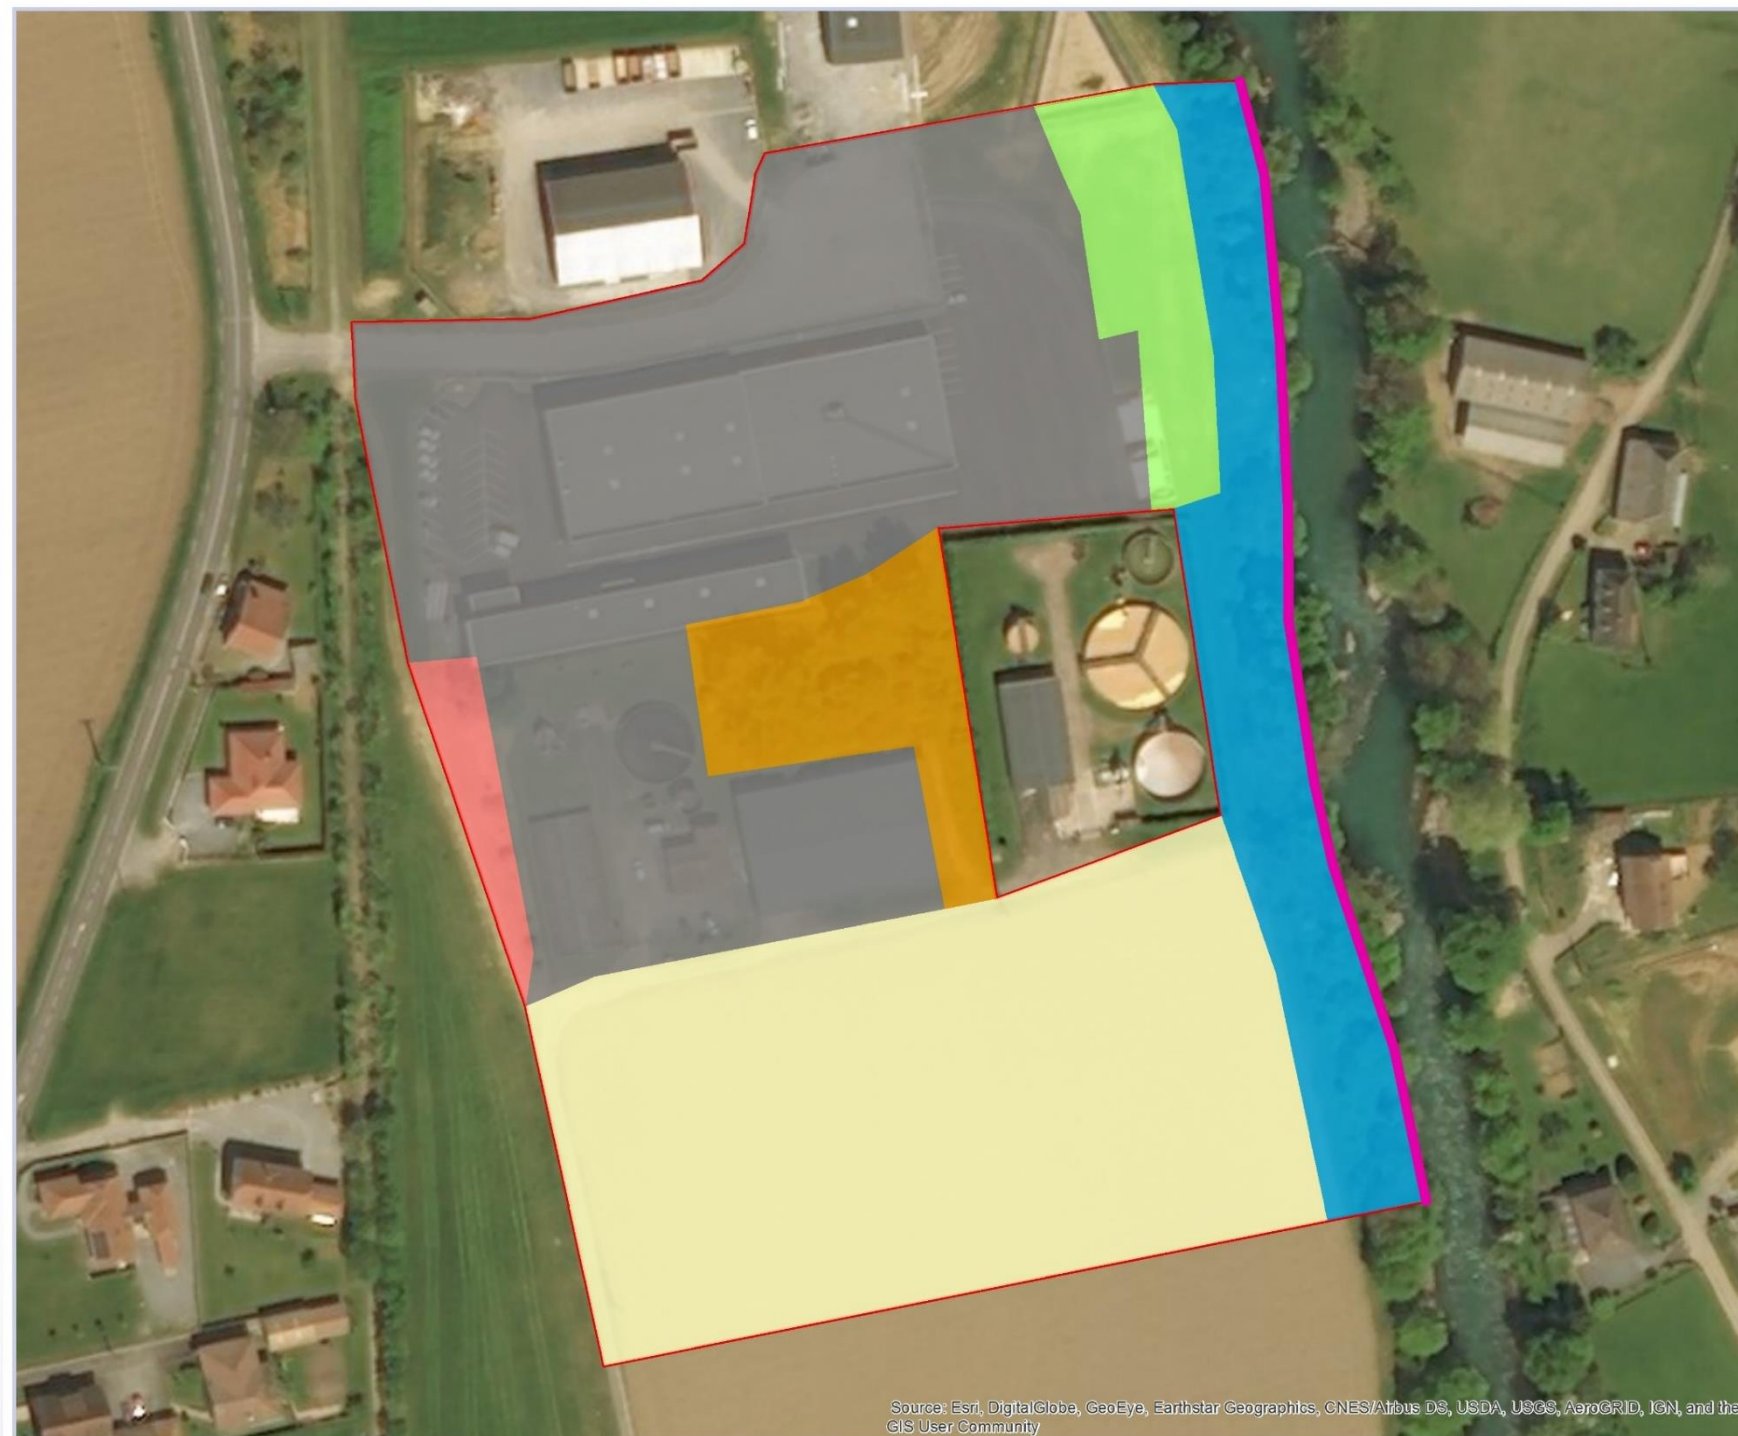 Source: Esri, DigitalGlobe, GeoEye, Earthstar Geographics, CNES/Airbus DS, USDA, USGS, AeroGRID, IGN, and the
GIS User Community